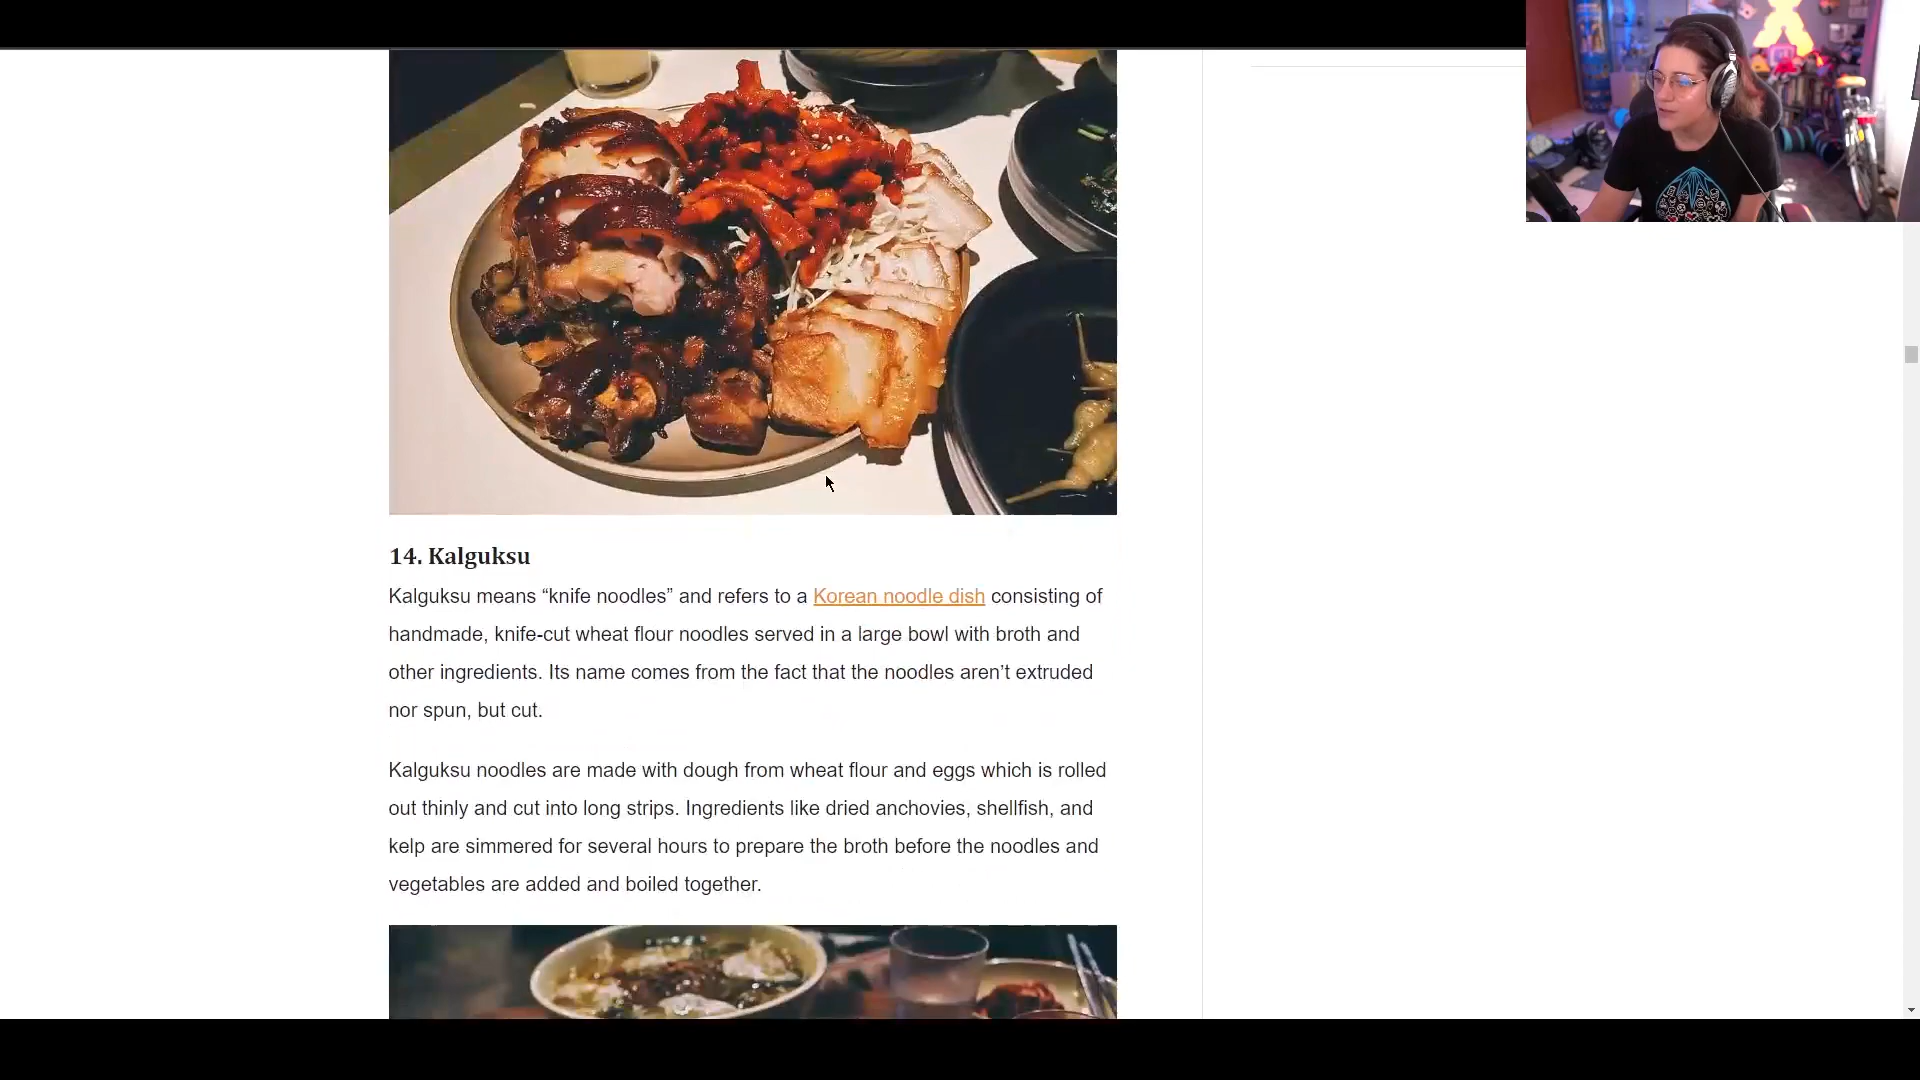 14. Kalguksu
Kalguksu means “knife noodles” and refers to a Korean noodle dish consisting of
handmade, knife-cut wheat flour noodles served in a large bowl with broth and
other ingredients. Its name comes from the fact that the noodles aren’t extruded
nor spun, but cut.
Kalguksu noodles are made with dough from wheat flour and eggs which is rolled
out thinly and cut into long strips. Ingredients like dried anchovies, shellfish, and
kelp are simmered for several hours to prepare the broth before the noodles and
vegetables are added and boiled together.